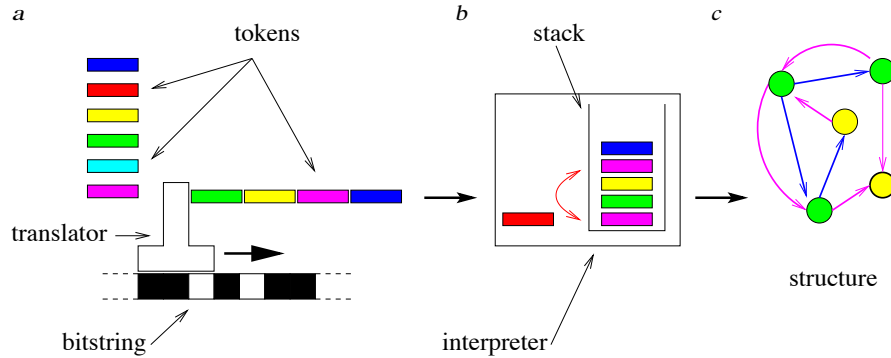 a
b
c
tokens
stack
translator
structure
bitstring
interpreter